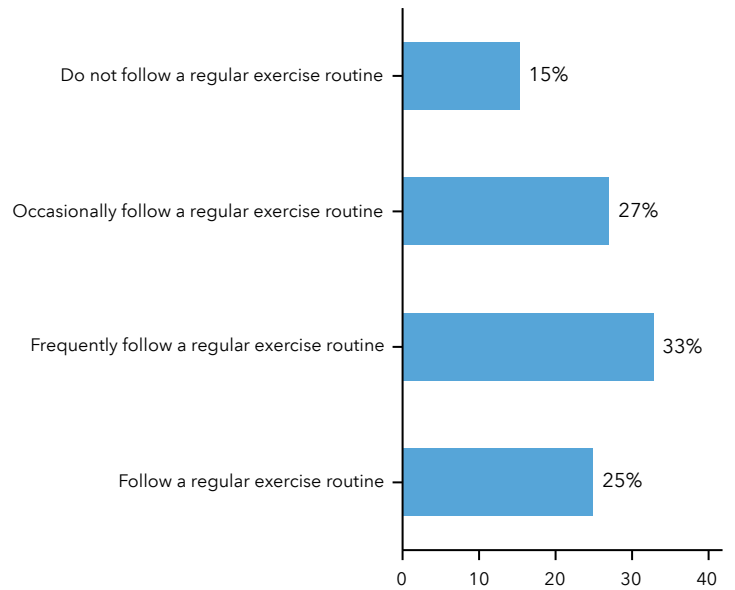 Do not follow a regular exercise routine
15%
Occasionally follow a regular exercise routine
27%
Frequently follow a regular exercise routine
33%
Follow a regular exercise routine
25%
0
10
20
30
40